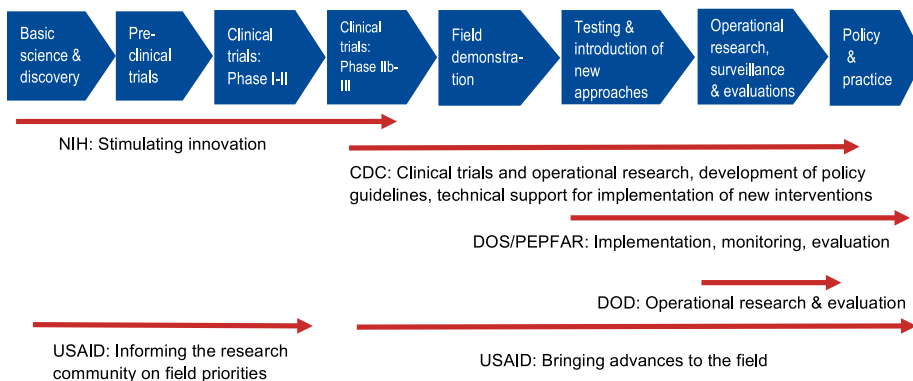 Basic
science &
discovery
Pre-
clinical
trials
Clinical
trials:
Phase I-II
Clinical
trials:
Phase IIb-
III
Field
demonstra-
tion
Testing &
introduction of
new
approaches
Operational
research,
surveillance
& evaluations
Policy
&
practice
NIH: Stimulating innovation
CDC: Clinical trials and operational research, development of policy
guidelines, technical support for implementation of new interventions
DOS/PEPFAR: Implementation, monitoring, evaluation
DOD: Operational research & evaluation
USAID: Informing the research
community on field priorities
USAID: Bringing advances to the field